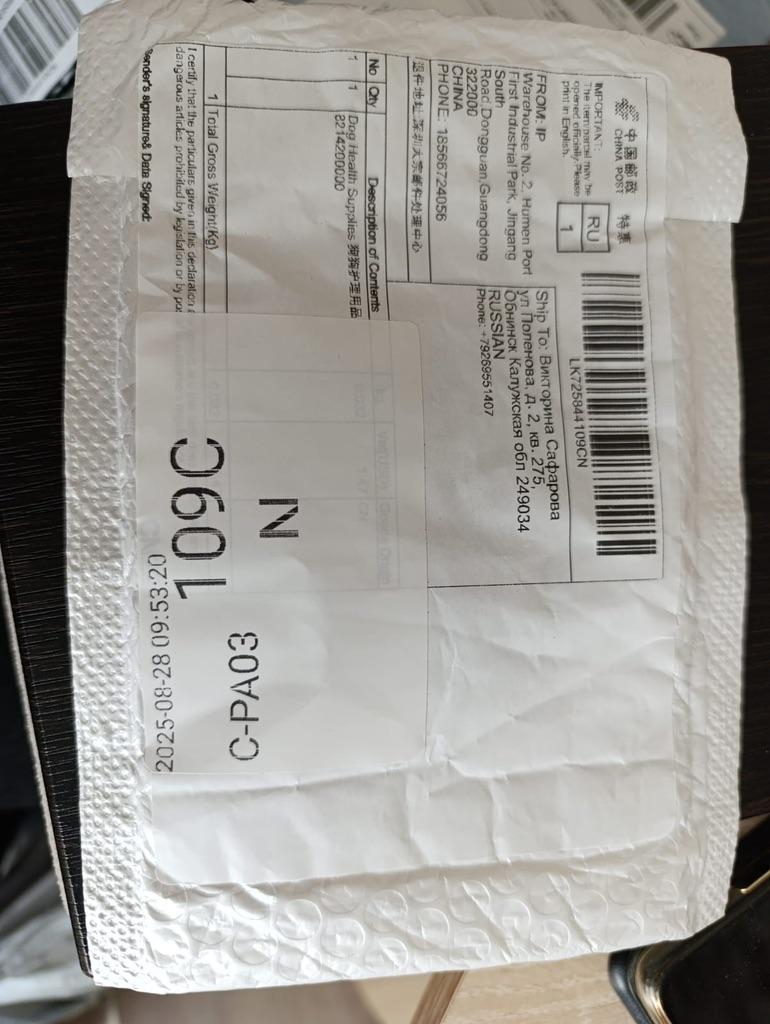 中国邮政
CHINA POST
特惠
IMPORTANT:
The item/parcel may be
opened officially. Please
print in English.
RU
1
LK725844109CN
FROM: IP
Warehouse No. 2, Humen Port
First Industrial Park, Jingang
South
Road,Dongguan,Guangdong
322000
CHINA
PHONE: 18566724056
Ship To: Викторина Сафарова
ул Поленова, д. 2, кв. 275,
Обнинск Калужская обл 249034
RUSSIAN
Phone: +79269551407
退件地址:深圳大宗邮件处理中心
No Qty Description of Contents
1 1 Dog Health Supplies 狗狗护理用品
8214200000
1 Total Gross Weight(Kg)
I certify that the particulars given in this declaration
dangerous articles prohibited by legislation or by
Sender's signature& Date Signed:
N
109C
C-PA03
2025-08-28 09:53:20